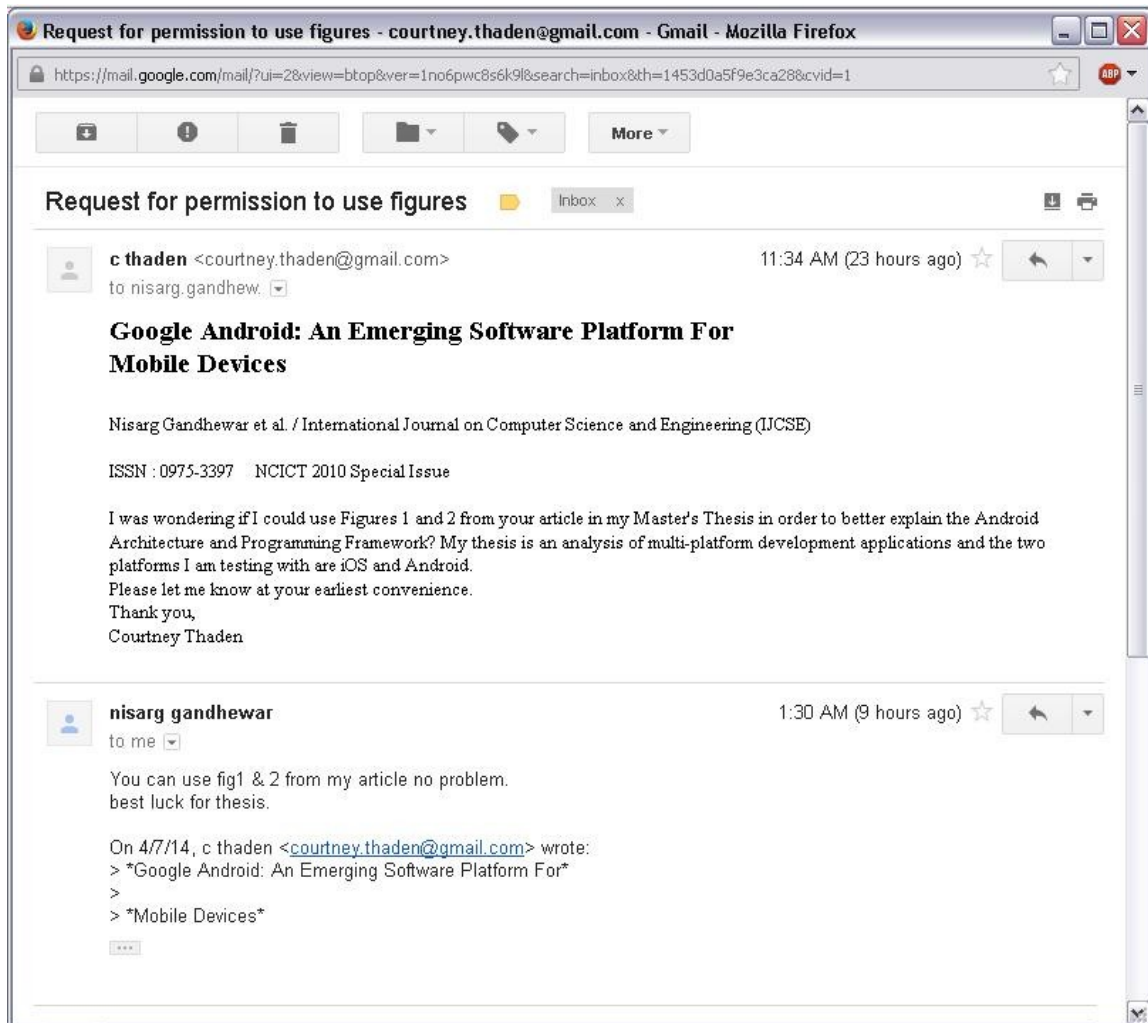 Request for permission to use figures - courtney.thaden@gmail.com - Gmail - Mozilla Firefox
https://mail.google.com/mail/?ui=2&view=btop&ver=1no6pwc8s6k9l&search=inbox&th=1453d0a5f9e3ca28&cvid=1
ABP
More
Request for permission to use figures Inbox x
c thaden <courtney.thaden@gmail.com> 11:34 AM (23 hours ago)
to nisarg.gandhew.
Google Android: An Emerging Software Platform For
Mobile Devices
Nisarg Gandhewar et al. / International Journal on Computer Science and Engineering (IJCSE)
ISSN : 0975-3397 NCICT 2010 Special Issue
I was wondering if I could use Figures 1 and 2 from your article in my Master's Thesis in order to better explain the Android
Architecture and Programming Framework? My thesis is an analysis of multi-platform development applications and the two
platforms I am testing with are iOS and Android.
Please let me know at your earliest convenience.
Thank you,
Courtney Thaden
nisarg gandhewar 1:30 AM (9 hours ago)
to me
You can use fig1 & 2 from my article no problem.
best luck for thesis.
On 4/7/14, c thaden <courtney.thaden@gmail.com> wrote:
> *Google Android: An Emerging Software Platform For*
>
> *Mobile Devices*